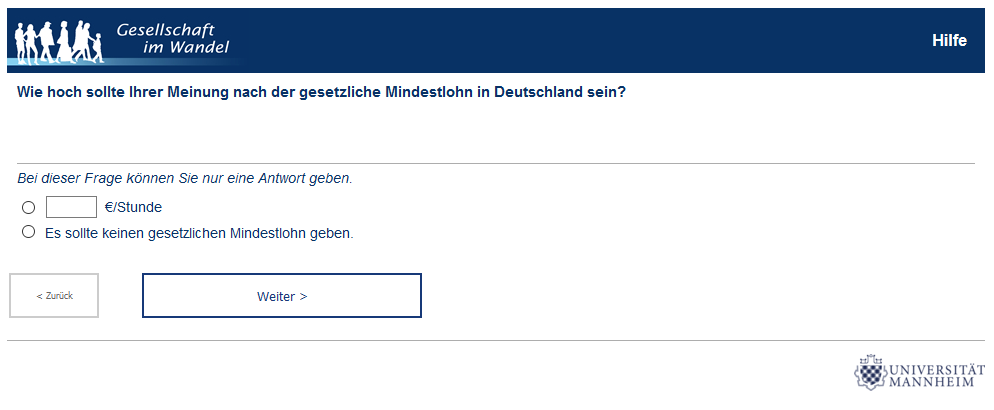 Gesellschaft
im Wandel
Hilfe
Wie hoch sollte Ihrer Meinung nach der gesetzliche Mindestlohn in Deutschland sein?
Bei dieser Frage können Sie nur eine Antwort geben.
€/Stunde
Es sollte keinen gesetzlichen Mindestlohn geben.
< Zurück
Weiter >
UNIVERSITÄT
MANNHEIM